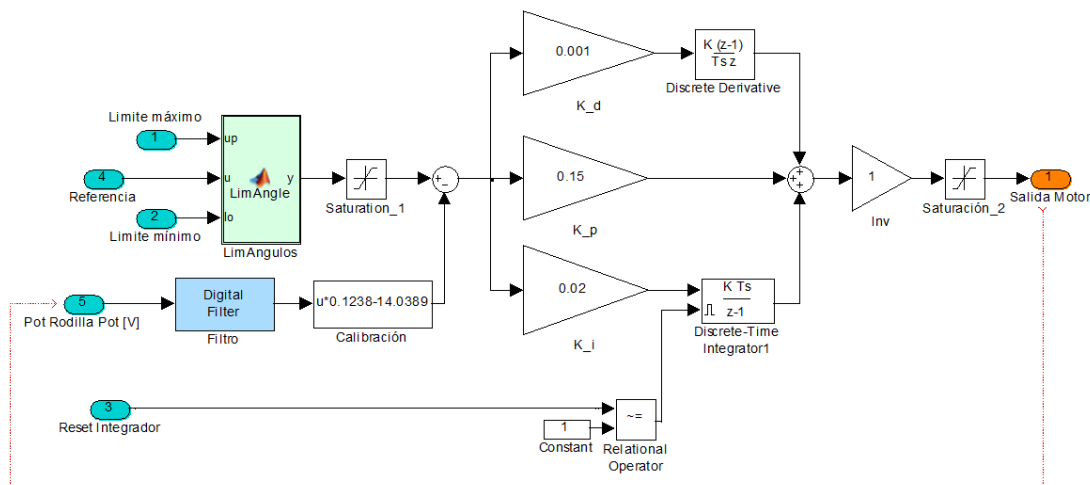 0.001
K_d
K (z-1)
Ts z
Discrete Derivative
Limite máximo
1
up
4
Referencia
u
LimAngle
y
2
lo
Limite mínimo
LimAngulos
Saturation_1
+
−
0.15
K_p
+
+
+
1
Inv
Saturación_2
1
Salida Motor
5
Pot Rodilla Pot [V]
Digital
Filter
Filtro
u*0.1238-14.0389
Calibración
0.02
K_i
K Ts
z-1
Discrete-Time
Integrator1
3
Reset Integrador
1
Constant
~=
Relational
Operator